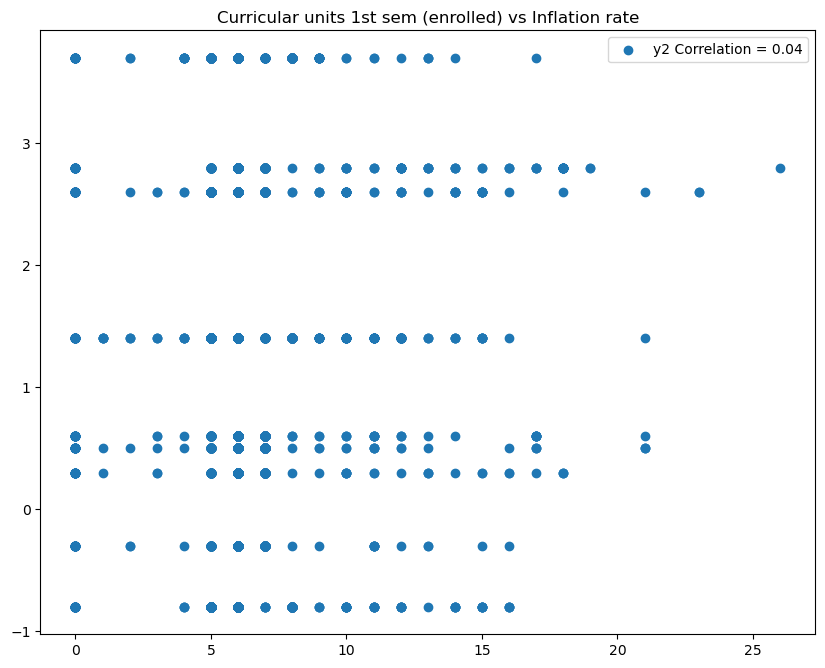 Curricular units 1st sem (enrolled) vs Inflation rate
y2 Correlation = 0.04
3
2
1
0
−1
0 5 10 15 20 25